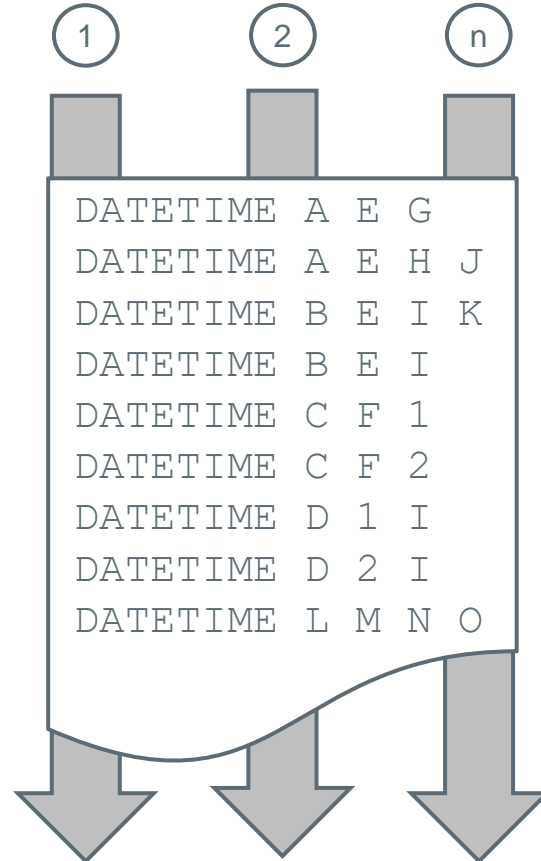 1 2 n
DATETIME A E G
DATETIME A E H J
DATETIME B E I K
DATETIME B E I
DATETIME C F 1
DATETIME C F 2
DATETIME D 1 I
DATETIME D 2 I
DATETIME L M N O